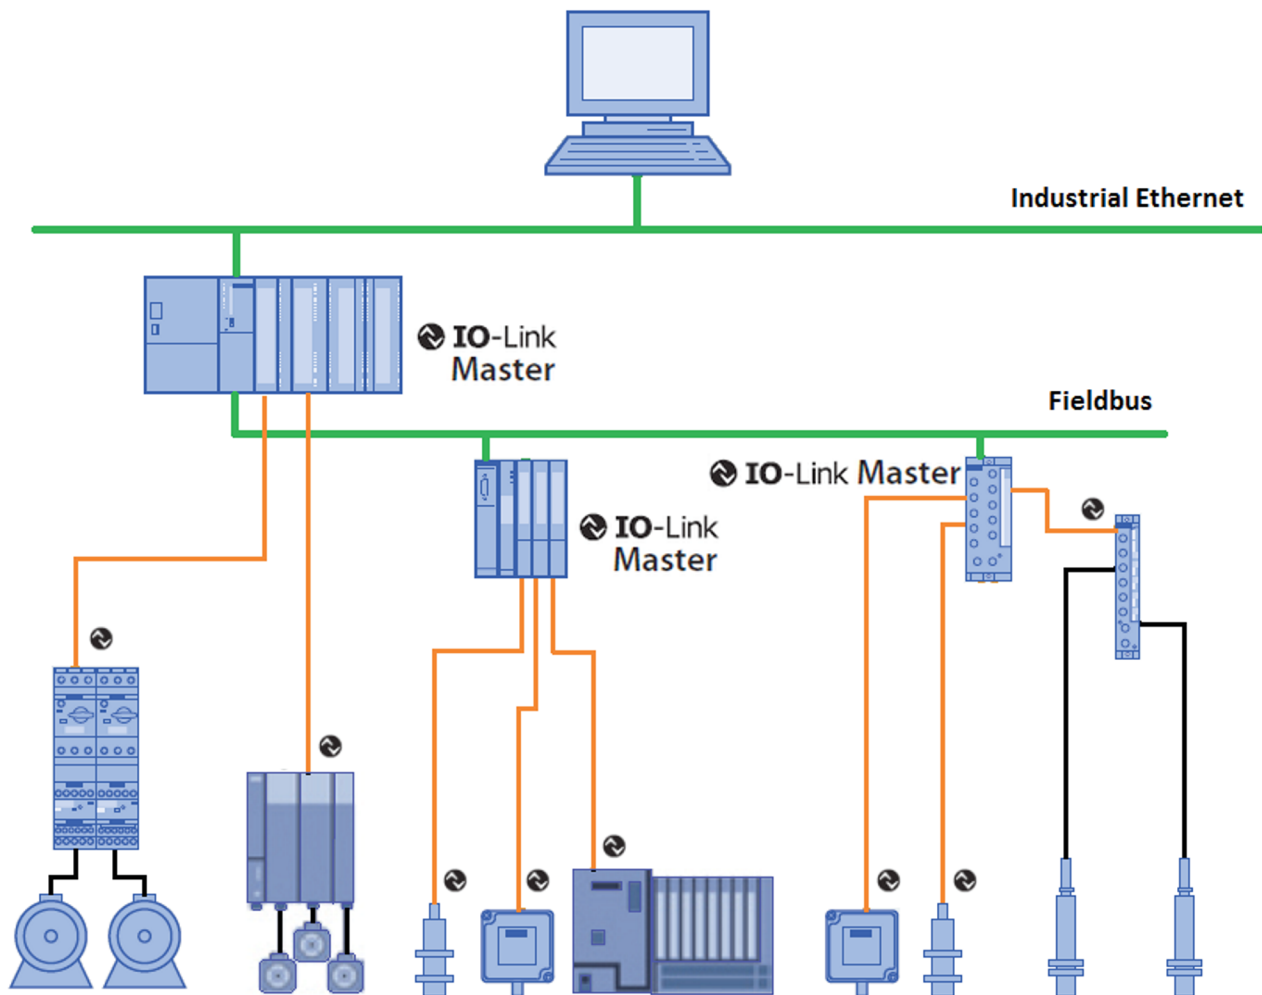 Industrial Ethernet
IO-Link
Master
Fieldbus
IO-Link Master
IO-Link
Master